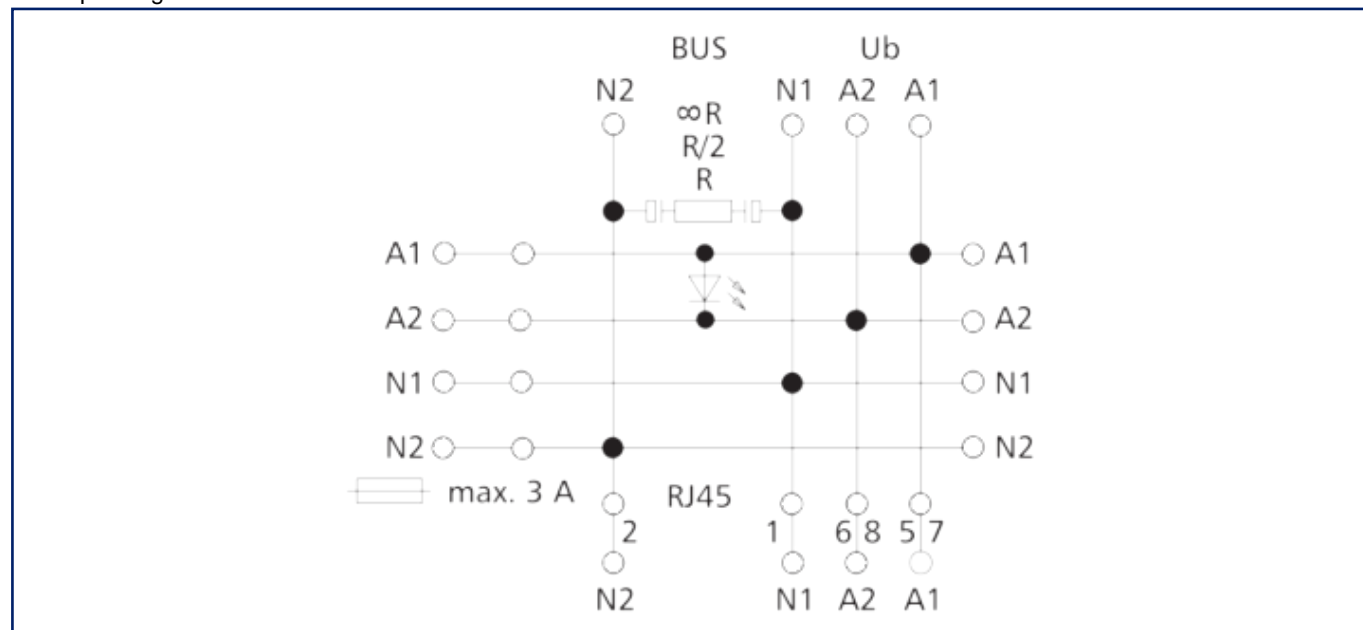 BUS Ub
N2 N1 A2 A1
∞R
R/2
R
A1 A1
A2 A2
N1 N1
N2 N2
max. 3 A RJ45
2 1 6 8 5 7
N2 N1 A2 A1